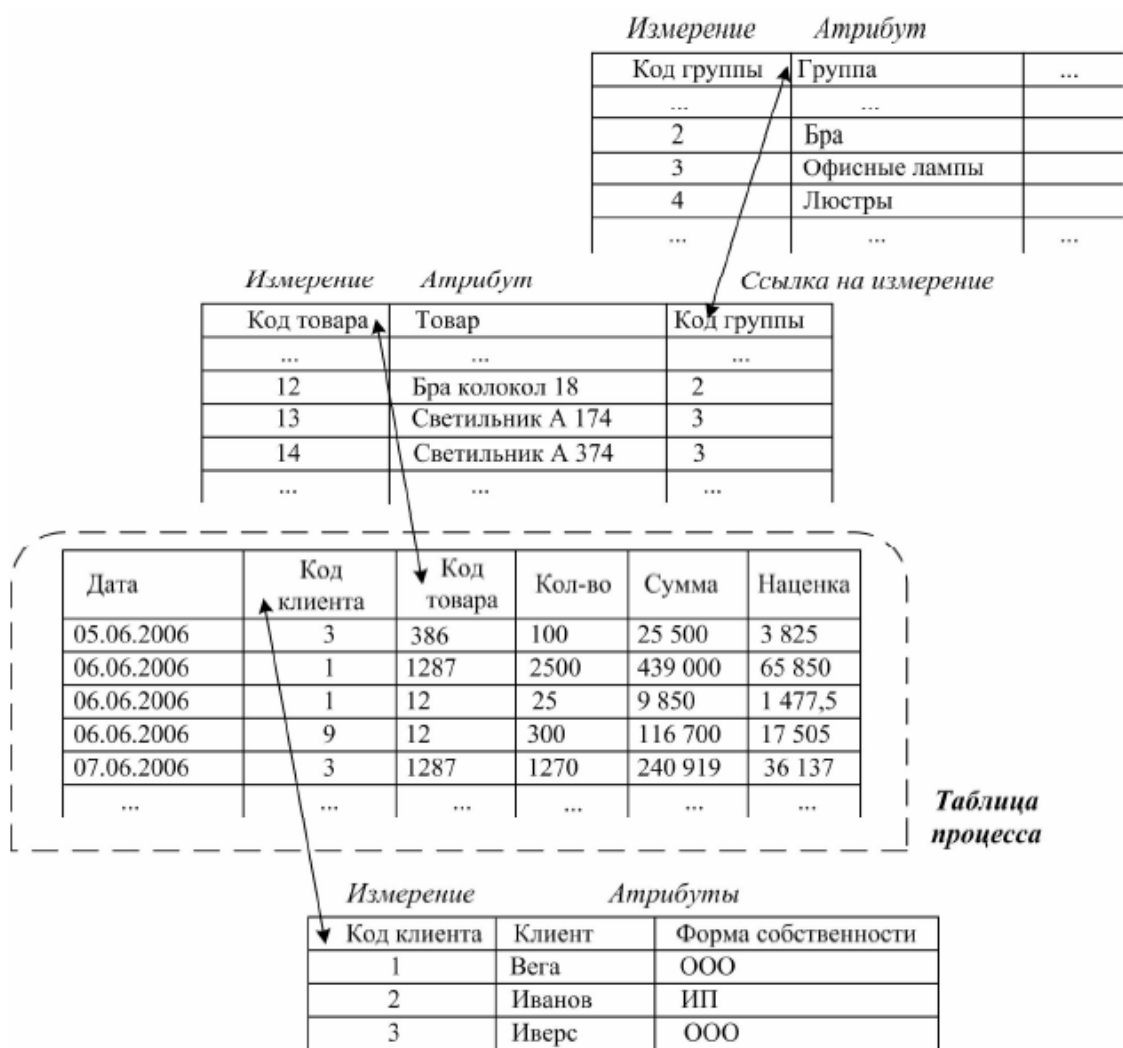 Измерение Атрибут
Код группы Группа ...
... ...
2 Бра
3 Офисные лампы
4 Люстры
... ... ...
Измерение Атрибут Ссылка на измерение
Код товара Товар Код группы
... ... ...
12 Бра колокол 18 2
13 Светильник А 174 3
14 Светильник А 374 3
... ... ...
Дата Код клиента Код товара Кол-во Сумма Наценка
05.06.2006 3 386 100 25 500 3 825
06.06.2006 1 1287 2500 439 000 65 850
06.06.2006 1 12 25 9 850 1 477,5
06.06.2006 9 12 300 116 700 17 505
07.06.2006 3 1287 1270 240 919 36 137
... ... ... ... ... ...
Таблица
процесса
Измерение Атрибуты
Код клиента Клиент Форма собственности
1 Вега ООО
2 Иванов ИП
3 Иверс ООО